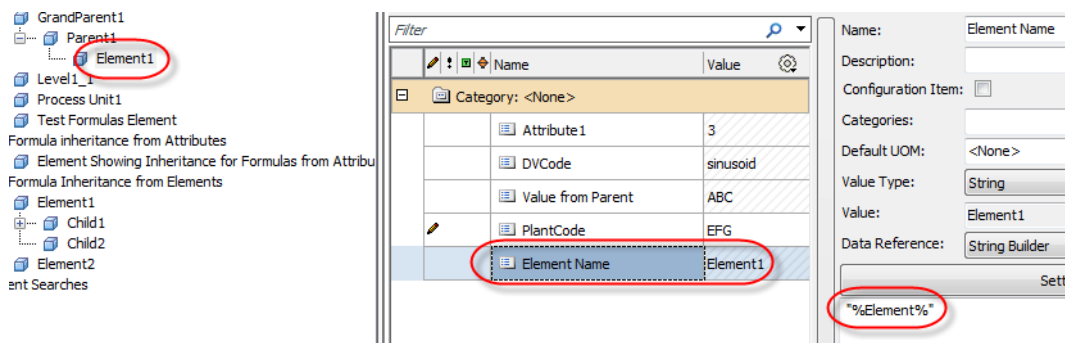 GrandParent1
Parent1
Element1
Level1_1
Process Unit1
Test Formulas Element
Formula inheritance from Attributes
Element Showing Inheritance for Formulas from Attribu
Formula Inheritance from Elements
Element1
Child1
Child2
Element2
ent Searches
Filter
Name Value
Category: <None>
Attribute1 3
DVCode sinusoid
Value from Parent ABC
PlantCode EFG
Element Name Element1
Name: Element Name
Description:
Configuration Item:
Categories:
Default UOM: <None>
Value Type: String
Value: Element1
Data Reference: String Builder
Sett
"%Element%"